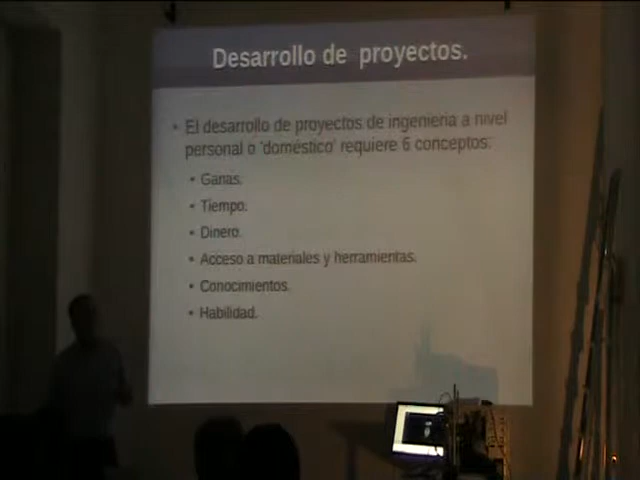 Desarrollo de proyectos.
• El desarrollo de proyectos de ingeniería a nivel
personal o 'doméstico' requiere 6 conceptos:
• Ganas.
• Tiempo.
• Dinero.
• Acceso a materiales y herramientas.
• Conocimientos.
• Habilidad.